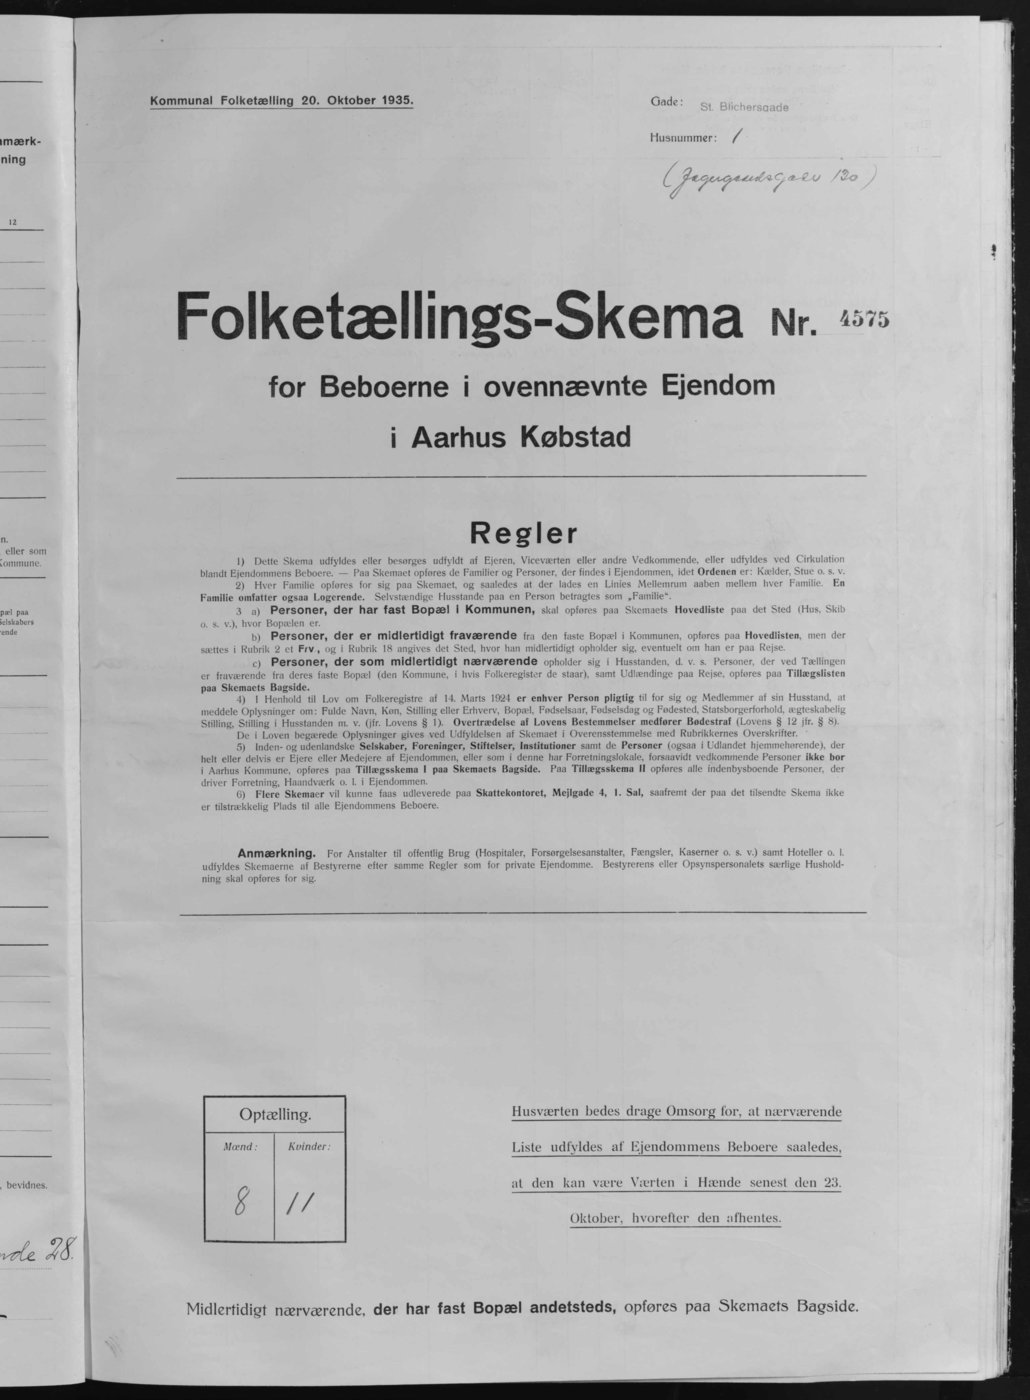 mærk-
ning
12
n.
eller som
Kommune.
pæl paa
Selskabers
rende
, bevidnes.
28.
Kommunal Folketælling 20. Oktober 1935.
Gade: St. Blichersgade
Husnummer: 1
(Jægergaardsgade 130)
Folketællings-Skema Nr. 4575
for Beboerne i ovennævnte Ejendom
i Aarhus Købstad
Regler
1) Dette Skema udfyldes eller besørges udfyldt af Ejeren, Viceværten eller andre Vedkommende, eller udfyldes ved Cirkulation
blandt Ejendommens Beboere. — Paa Skemaet opføres de Familier og Personer, der findes i Ejendommen, idet Ordenen er: Kælder, Stue o. s. v.
2) Hver Familie opføres for sig paa Skemaet, og saaledes at der lades en Linies Mellemrum aaben mellem hver Familie. En
Familie omfatter ogsaa Logerende. Selvstændige Husstande paa en Person betragtes som „Familie“.
3 a) Personer, der har fast Bopæl i Kommunen, skal opføres paa Skemaets Hovedliste paa det Sted (Hus, Skib
o. s. v.), hvor Bopælen er.
b) Personer, der er midlertidigt fraværende fra den faste Bopæl i Kommunen, opføres paa Hovedlisten, men der
sættes i Rubrik 2 et Frv., og i Rubrik 18 angives det Sted, hvor han midlertidigt opholder sig, eventuelt om han er paa Rejse.
c) Personer, der som midlertidigt nærværende opholder sig i Husstanden, d. v. s. Personer, der ved Tællingen
er fraværende fra deres faste Bopæl (den Kommune, i hvis Folkeregister de staar), samt Udlændinge paa Rejse, opføres paa Tillægslisten
paa Skemaets Bagside.
4) I Henhold til Lov om Folkeregistre af 14. Marts 1924 er enhver Person pligtig til for sig og Medlemmer af sin Husstand, at
meddele Oplysninger om: Fulde Navn, Køn, Stilling eller Erhverv, Bopæl, Fødselsaar, Fødselsdag og Fødested, Statsborgerforhold, ægteskabelig
Stilling, Stilling i Husstanden m. v. (jfr. Lovens § 1). Overtrædelse af Lovens Bestemmelser medfører Bødestraf (Lovens § 12 jfr. § 8).
De i Loven begærede Oplysninger gives ved Udfyldelsen af Skemaet i Overensstemmelse med Rubrikkernes Overskrifter.
5) Inden- og udenlandske Selskaber, Foreninger, Stiftelser, Institutioner samt de Personer (ogsaa i Udlandet hjemmehørende), der
helt eller delvis er Ejere eller Medejere af Ejendommen, eller som i denne har Forretningslokale, forsaavidt vedkommende Personer ikke bor
i Aarhus Kommune, opføres paa Tillægsskema I paa Skemaets Bagside. Paa Tillægsskema II opføres alle indenbysboende Personer, der
driver Forretning, Haandværk o. l. i Ejendommen.
6) Flere Skemaer vil kunne faas udleverede paa Skattekontoret, Mejlgade 4, 1. Sal, saafremt der paa det tilsendte Skema ikke
er tilstrækkelig Plads til alle Ejendommens Beboere.
Anmærkning. For Anstalter til offentlig Brug (Hospitaler, Forsørgelsesanstalter, Fængsler, Kaserner o. s. v.) samt Hoteller o. l.
udfyldes Skemaerne af Bestyrerne efter samme Regler som for private Ejendomme. Bestyrerens eller Opsynspersonalets særlige Hushold-
ning skal opføres for sig.
Optælling.
Mænd: Kvinder:
8 11
Husværten bedes drage Omsorg for, at nærværende
Liste udfyldes af Ejendommens Beboere saaledes,
at den kan være Værten i Hænde senest den 23.
Oktober, hvorefter den afhentes.
Midlertidigt nærværende, der har fast Bopæl andetsteds, opføres paa Skemaets Bagside.